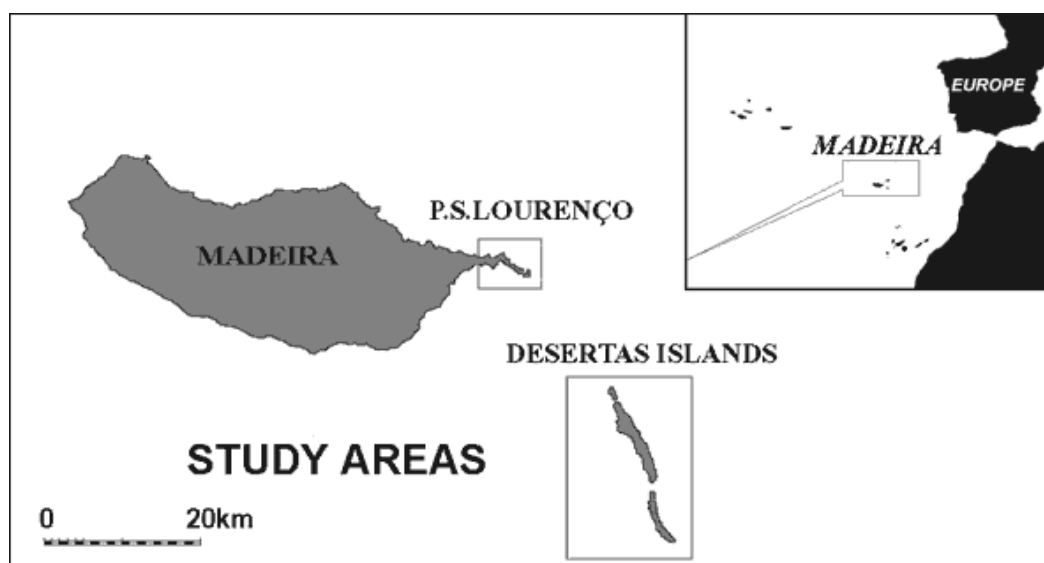 EUROPE
MADEIRA
P.S.LOURENÇO
MADEIRA
DESERTAS ISLANDS
STUDY AREAS
0 20km